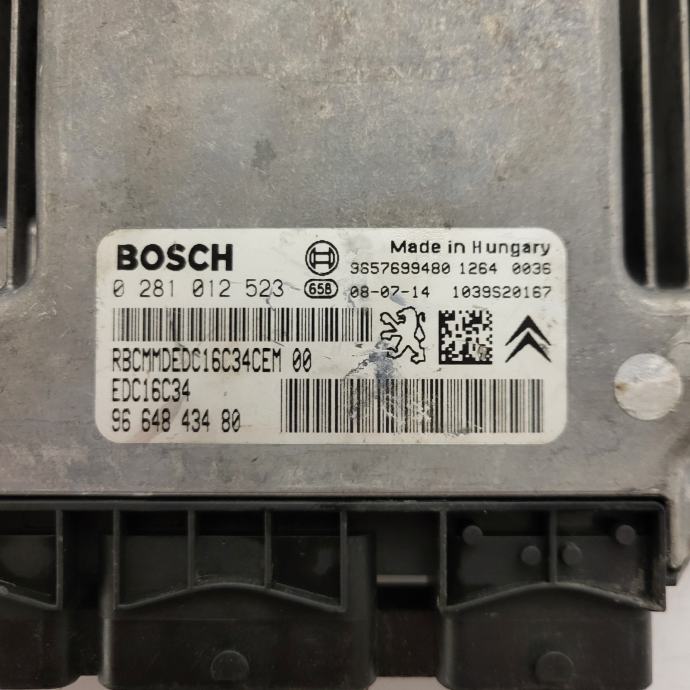 BOSCH
Made in Hungary
9657699480 1264 0036
0 281 012 523 658 08-07-14 1039S20167
RBCMMDEDC16C34CEM 00
EDC16C34
96 648 434 80